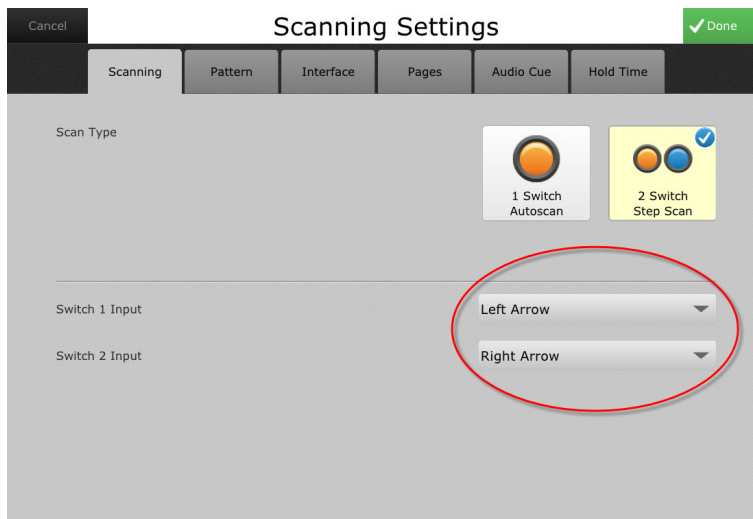 Cancel
Scanning Settings
Done
Scanning
Pattern
Interface
Pages
Audio Cue
Hold Time
Scan Type
1 Switch
Autoscan
2 Switch
Step Scan
Switch 1 Input
Left Arrow
Switch 2 Input
Right Arrow